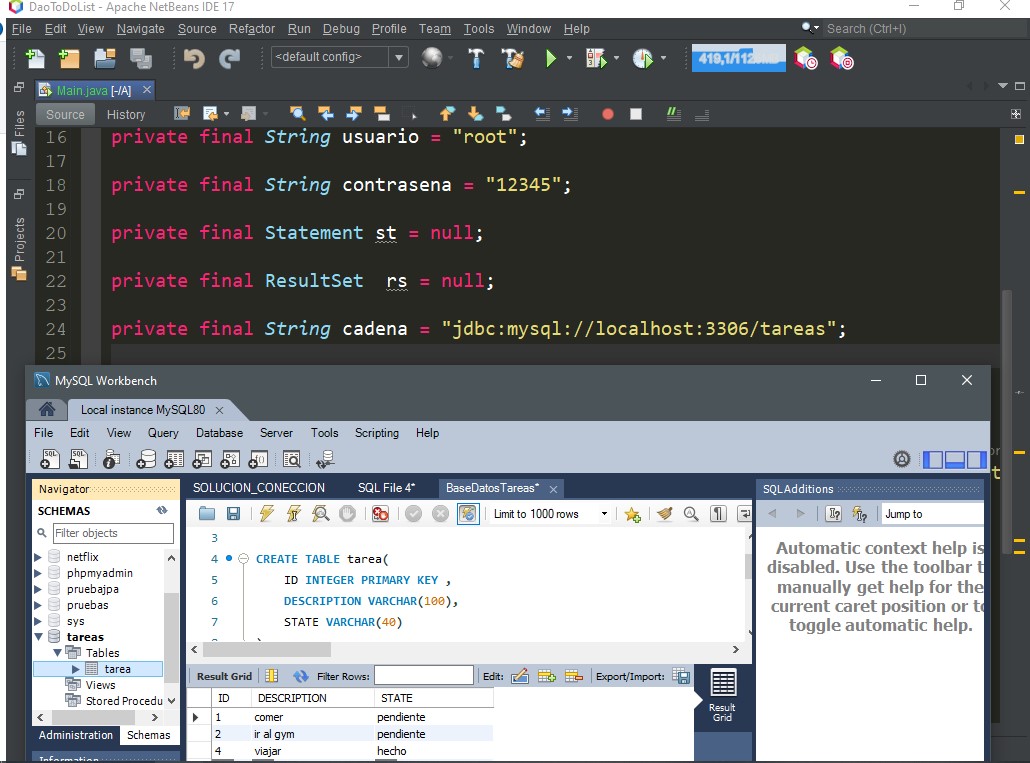 DaoToDoList - Apache NetBeans IDE 17
File Edit View Navigate Source Refactor Run Debug Profile Team Tools Window Help
Search (Ctrl+I)
<default config>
Main.java [-/A]
Source History
Files
Projects
16 private final String usuario = "root";
17
18 private final String contrasena = "12345";
19
20 private final Statement st = null;
21
22 private final ResultSet rs = null;
23
24 private final String cadena = "jdbc:mysql://localhost:3306/tareas";
25
MySQL Workbench
Local instance MySQL80
File Edit View Query Database Server Tools Scripting Help
Navigator
SCHEMAS
Filter objects
netflix
phpmyadmin
pruebajpa
pruebas
sys
tareas
Tables
tarea
Views
Stored Procedu
Administration Schemas
Information
SOLUCION_CONECCION SQL File 4* BaseDatosTareas*
Limit to 1000 rows
3
4 CREATE TABLE tarea(
5 ID INTEGER PRIMARY KEY ,
6 DESCRIPTION VARCHAR(100),
7 STATE VARCHAR(40)
Result Grid Filter Rows: Edit: Export/Import:
ID DESCRIPTION STATE
1 comer pendiente
2 ir al gym pendiente
4 viajar hecho
Result
Grid
SQLAdditions
Jump to
Automatic context help is
disabled. Use the toolbar t
manually get help for the
current caret position or to
toggle automatic help.